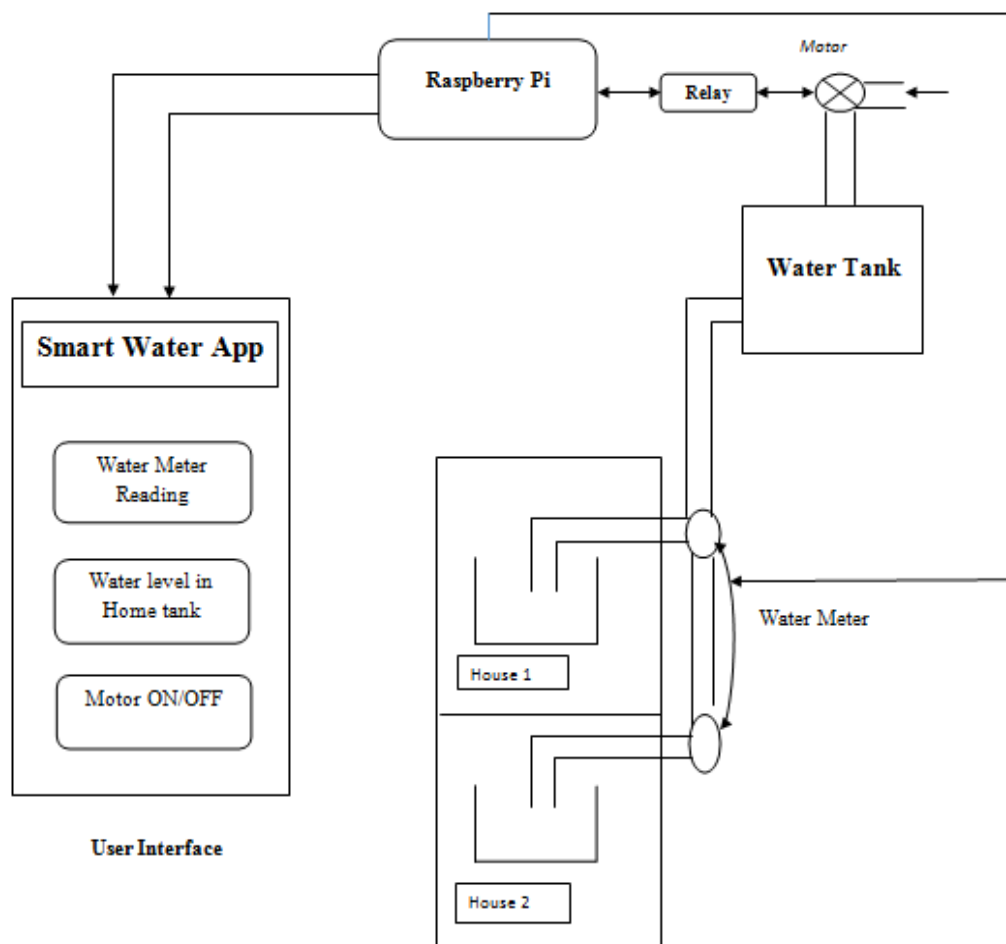 Motor
Raspberry Pi
Relay
Water Tank
Smart Water App
Water Meter
Reading
Water level in
Home tank
Motor ON/OFF
User Interface
Water Meter
House 1
House 2